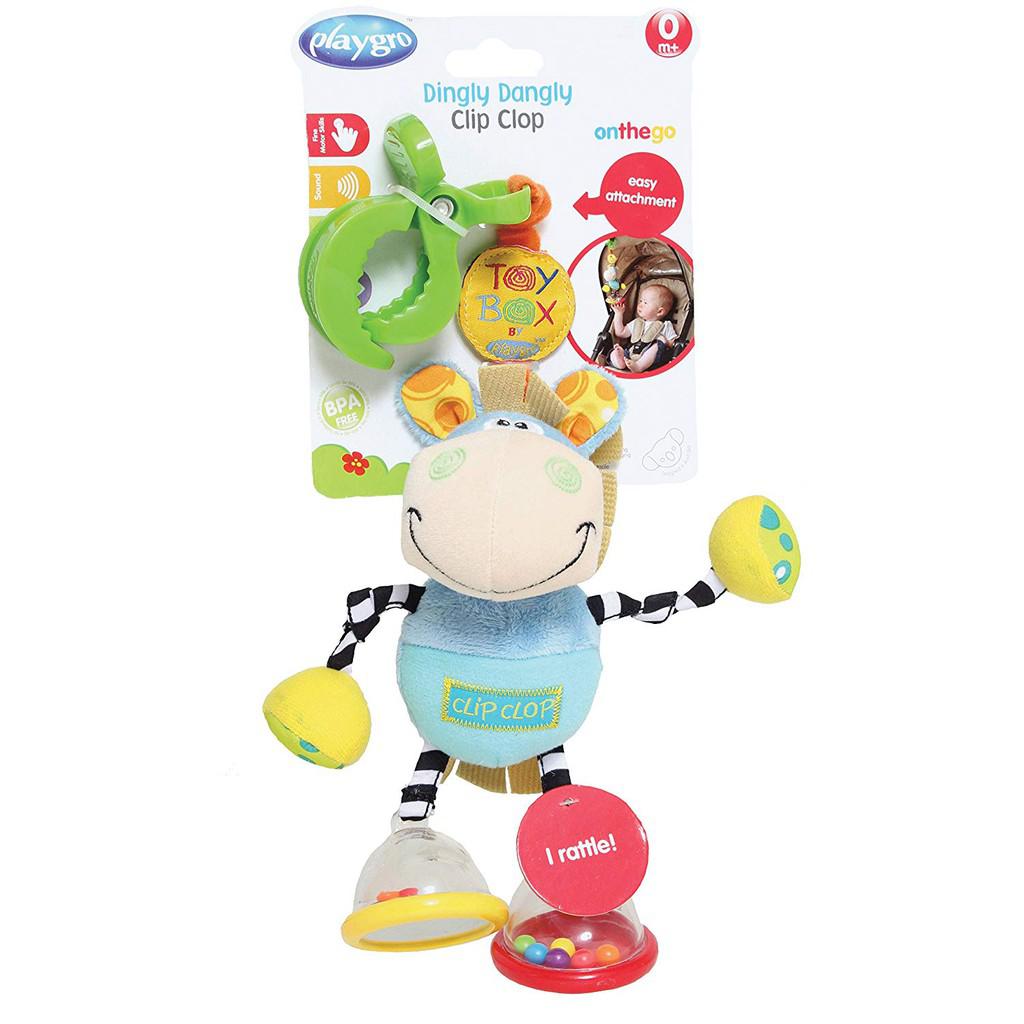 playgro
0
m+
Dingly Dangly
Clip Clop
onthego
Fine
Motor Skills
Sound
easy
attachment
TOY
BOX
BY
Playgro
BPA
FREE
CLIP CLOP
I rattle!